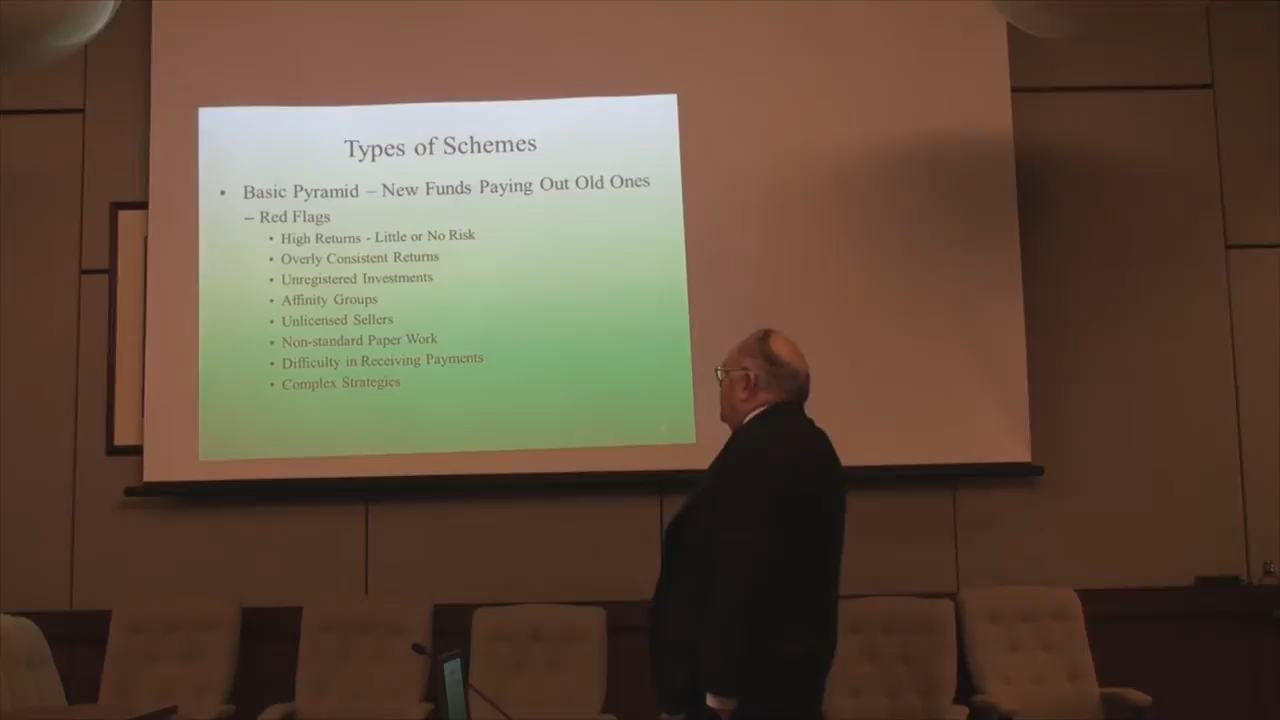 Types of Schemes
• Basic Pyramid – New Funds Paying Out Old Ones
– Red Flags
• High Returns - Little or No Risk
• Overly Consistent Returns
• Unregistered Investments
• Affinity Groups
• Unlicensed Sellers
• Non-standard Paper Work
• Difficulty in Receiving Payments
• Complex Strategies